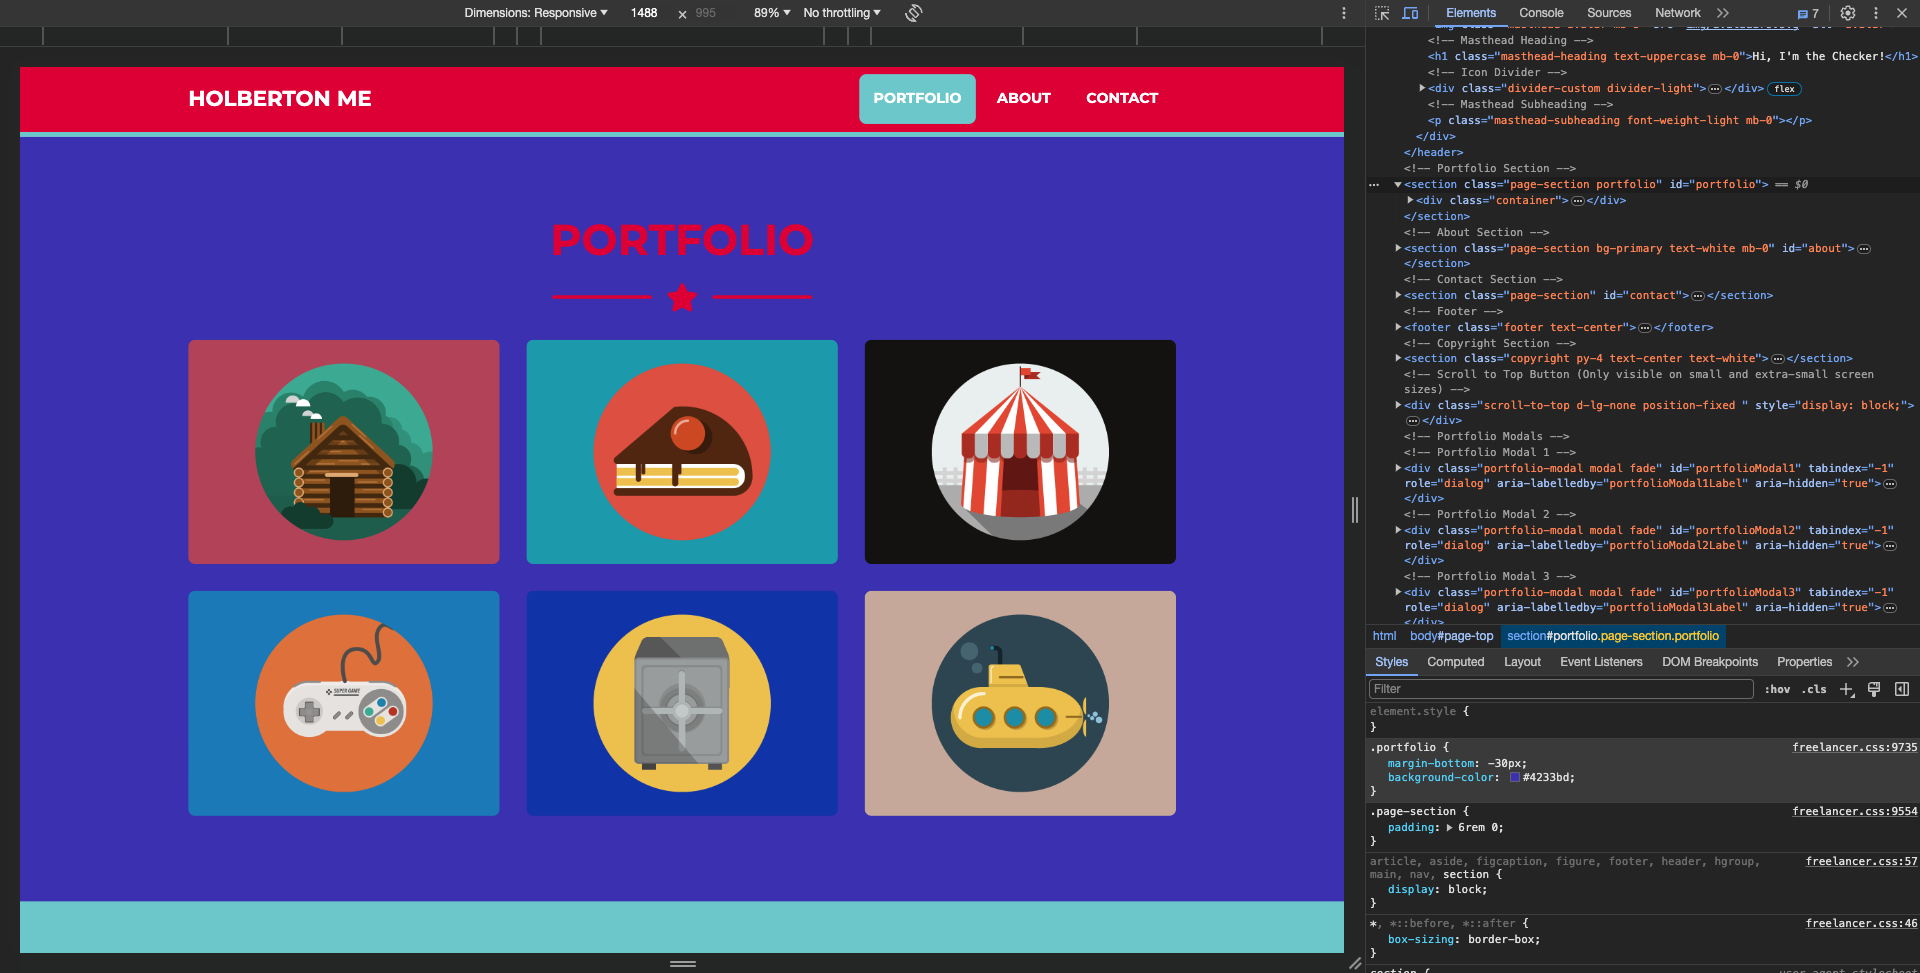 Dimensions: Responsive ▼ 1488 × 995 89% ▼ No throttling ▼
Elements Console Sources Network 7
HOLBERTON ME PORTFOLIO ABOUT CONTACT
PORTFOLIO
SUPER GAME
<!-- Masthead Heading -->
<h1 class="masthead-heading text-uppercase mb-0">Hi, I'm the Checker!</h1>
<!-- Icon Divider -->
<div class="divider-custom divider-light">…</div> flex
<!-- Masthead Subheading -->
<p class="masthead-subheading font-weight-light mb-0"></p>
</div>
</header>
<!-- Portfolio Section -->
<section class="page-section portfolio" id="portfolio"> == $0
<div class="container">…</div>
</section>
<!-- About Section -->
<section class="page-section bg-primary text-white mb-0" id="about">…
</section>
<!-- Contact Section -->
<section class="page-section" id="contact">…</section>
<!-- Footer -->
<footer class="footer text-center">…</footer>
<!-- Copyright Section -->
<section class="copyright py-4 text-center text-white">…</section>
<!-- Scroll to Top Button (Only visible on small and extra-small screen
sizes) -->
<div class="scroll-to-top d-lg-none position-fixed " style="display: block;">
…</div>
<!-- Portfolio Modals -->
<!-- Portfolio Modal 1 -->
<div class="portfolio-modal modal fade" id="portfolioModal1" tabindex="-1"
role="dialog" aria-labelledby="portfolioModal1Label" aria-hidden="true">…
</div>
<!-- Portfolio Modal 2 -->
<div class="portfolio-modal modal fade" id="portfolioModal2" tabindex="-1"
role="dialog" aria-labelledby="portfolioModal2Label" aria-hidden="true">…
</div>
<!-- Portfolio Modal 3 -->
<div class="portfolio-modal modal fade" id="portfolioModal3" tabindex="-1"
role="dialog" aria-labelledby="portfolioModal3Label" aria-hidden="true">…
</div>
html body#page-top section#portfolio.page-section.portfolio
Styles Computed Layout Event Listeners DOM Breakpoints Properties
Filter :hov .cls
element.style {
}
.portfolio { freelancer.css:9735
margin-bottom: -30px;
background-color: #4233bd;
}
.page-section { freelancer.css:9554
padding: 6rem 0;
}
article, aside, figcaption, figure, footer, header, hgroup, freelancer.css:57
main, nav, section {
display: block;
}
*, *::before, *::after { freelancer.css:46
box-sizing: border-box;
}
section { user agent stylesheet